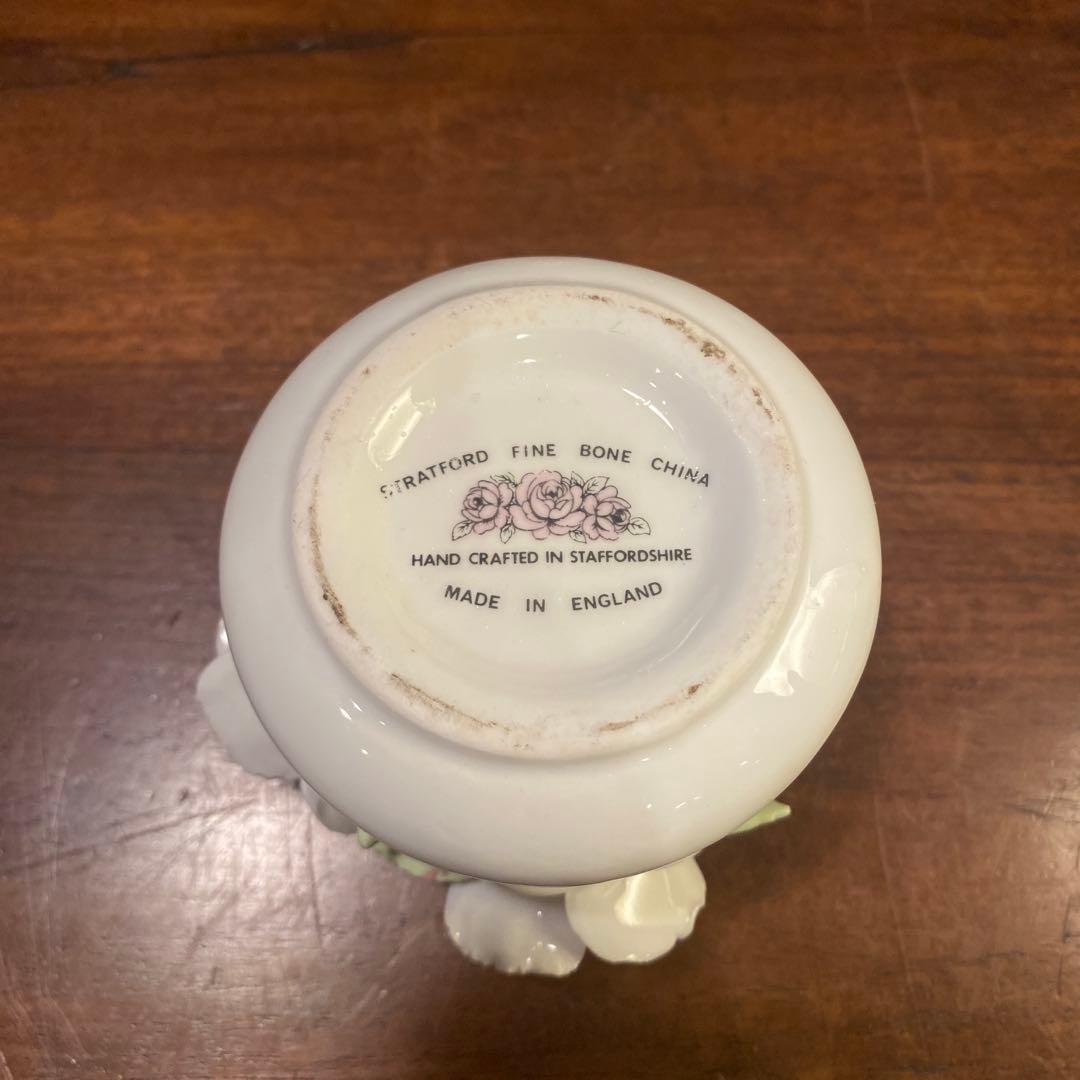 STRATFORD FINE BONE CHINA
HAND CRAFTED IN STAFFORDSHIRE
MADE IN ENGLAND